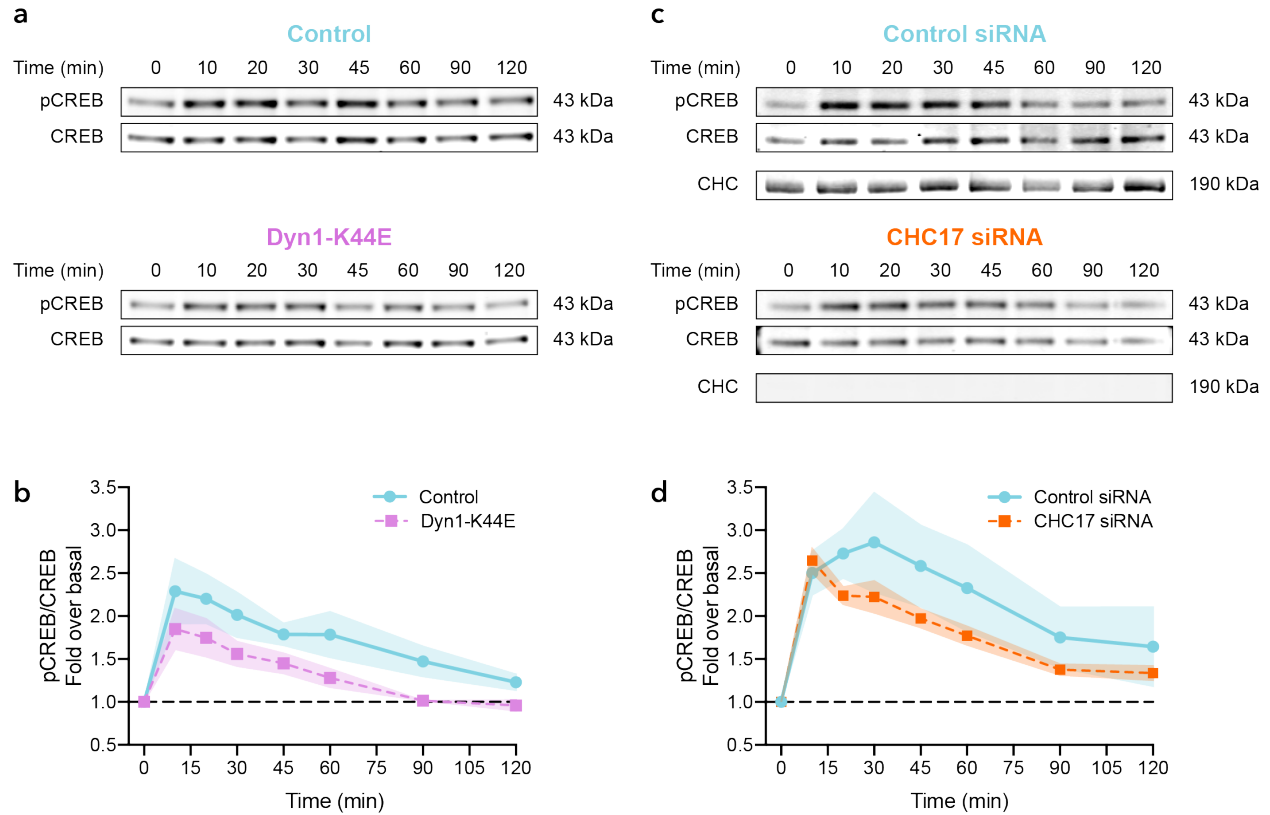 a
Control
Time (min) 0 10 20 30 45 60 90 120
pCREB 43 kDa
CREB 43 kDa
Dyn1-K44E
Time (min) 0 10 20 30 45 60 90 120
pCREB 43 kDa
CREB 43 kDa
c
Control siRNA
Time (min) 0 10 20 30 45 60 90 120
pCREB 43 kDa
CREB 43 kDa
CHC 190 kDa
CHC17 siRNA
Time (min) 0 10 20 30 45 60 90 120
pCREB 43 kDa
CREB 43 kDa
CHC 190 kDa
b
pCREB/CREB
Fold over basal
3.5
3.0
2.5
2.0
1.5
1.0
0.5
Control
Dyn1-K44E
0 15 30 45 60 75 90 105 120
Time (min)
d
pCREB/CREB
Fold over basal
3.5
3.0
2.5
2.0
1.5
1.0
0.5
Control siRNA
CHC17 siRNA
0 15 30 45 60 75 90 105 120
Time (min)